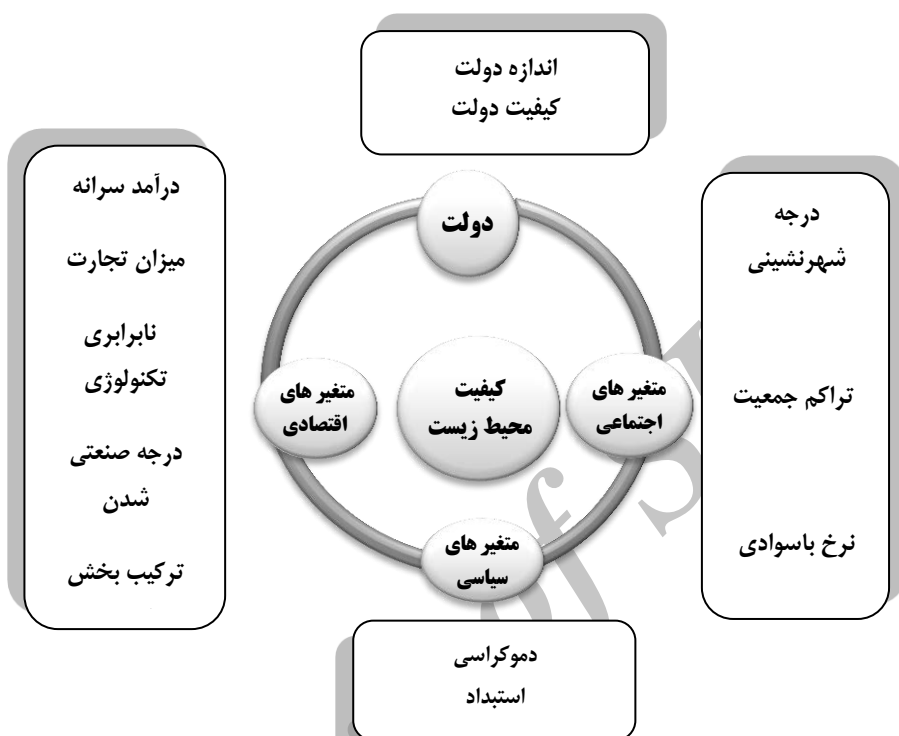 اندازه دولت
کیفیت دولت
دولت
درجه
شهرنشینی
تراکم جمعیت
نرخ باسوادی
متغیر های
اجتماعی
کیفیت
محیط زیست
متغیر های
اقتصادی
درآمد سرانه
میزان تجارت
نابرابری
تکنولوژی
درجه صنعتی
شدن
ترکیب بخش
متغیر های
سیاسی
دموکراسی
استبداد
of